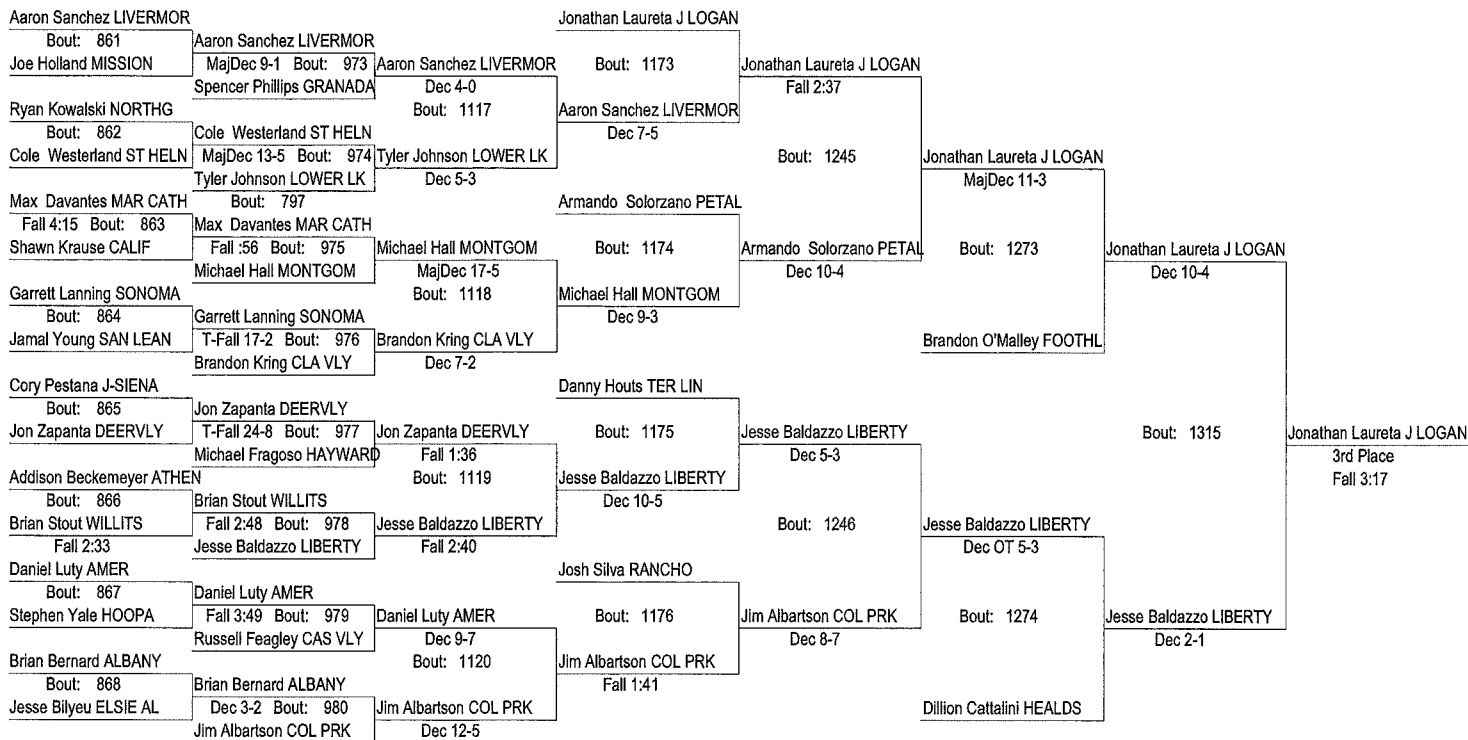 Aaron Sanchez LIVERMOR
Bout: 861
Joe Holland MISSION
Ryan Kowalski NORTHG
Bout: 862
Cole Westerland ST HELN
Max Davantes MAR CATH
Fall 4:15 Bout: 863
Shawn Krause CALIF
Garrett Lanning SONOMA
Bout: 864
Jamal Young SAN LEAN
Cory Pestana J-SIENA
Bout: 865
Jon Zapanta DEERVLY
Addison Beckemeyer ATHEN
Bout: 866
Brian Stout WILLITS
Fall 2:33
Daniel Luty AMER
Bout: 867
Stephen Yale HOOPA
Brian Bernard ALBANY
Bout: 868
Jesse Bilyeu ELSIE AL
Aaron Sanchez LIVERMOR
MajDec 9-1 Bout: 973
Spencer Phillips GRANADA
Cole Westerland ST HELN
MajDec 13-5 Bout: 974
Tyler Johnson LOWER LK
Bout: 797
Max Davantes MAR CATH
Fall :56 Bout: 975
Michael Hall MONTGOM
Garrett Lanning SONOMA
T-Fall 17-2 Bout: 976
Brandon Kring CLA VLY
Jon Zapanta DEERVLY
T-Fall 24-8 Bout: 977
Michael Fragoso HAYWARD
Brian Stout WILLITS
Fall 2:48 Bout: 978
Jesse Baldazzo LIBERTY
Daniel Luty AMER
Fall 3:49 Bout: 979
Russell Feagley CAS VLY
Brian Bernard ALBANY
Dec 3-2 Bout: 980
Jim Albartson COL PRK
Aaron Sanchez LIVERMOR
Dec 4-0
Bout: 1117
Tyler Johnson LOWER LK
Dec 5-3
Michael Hall MONTGOM
MajDec 17-5
Bout: 1118
Brandon Kring CLA VLY
Dec 7-2
Jon Zapanta DEERVLY
Fall 1:36
Bout: 1119
Jesse Baldazzo LIBERTY
Fall 2:40
Daniel Luty AMER
Dec 9-7
Bout: 1120
Jim Albartson COL PRK
Dec 12-5
Jonathan Laureta J LOGAN
Bout: 1173
Aaron Sanchez LIVERMOR
Dec 7-5
Armando Solorzano PETAL
Bout: 1174
Michael Hall MONTGOM
Dec 9-3
Danny Houts TER LIN
Bout: 1175
Jesse Baldazzo LIBERTY
Dec 10-5
Josh Silva RANCHO
Bout: 1176
Jim Albartson COL PRK
Fall 1:41
Jonathan Laureta J LOGAN
Fall 2:37
Bout: 1245
Armando Solorzano PETAL
Dec 10-4
Jesse Baldazzo LIBERTY
Dec 5-3
Bout: 1246
Jim Albartson COL PRK
Dec 8-7
Jonathan Laureta J LOGAN
MajDec 11-3
Bout: 1273
Brandon O'Malley FOOTHL
Jesse Baldazzo LIBERTY
Dec OT 5-3
Bout: 1274
Dillion Cattalini HEALDS
Jonathan Laureta J LOGAN
Dec 10-4
Bout: 1315
Jesse Baldazzo LIBERTY
Dec 2-1
Jonathan Laureta J LOGAN
3rd Place
Fall 3:17